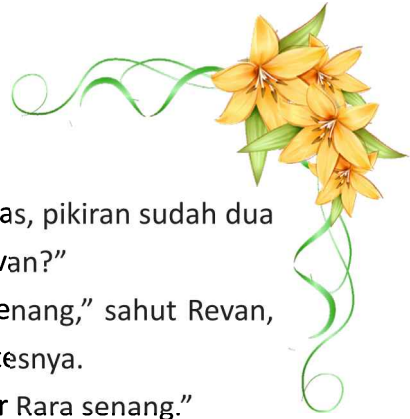 as, pikiran sudah dua
van?”
enang,” sahut Revan,
esnya.
r Rara senang.”